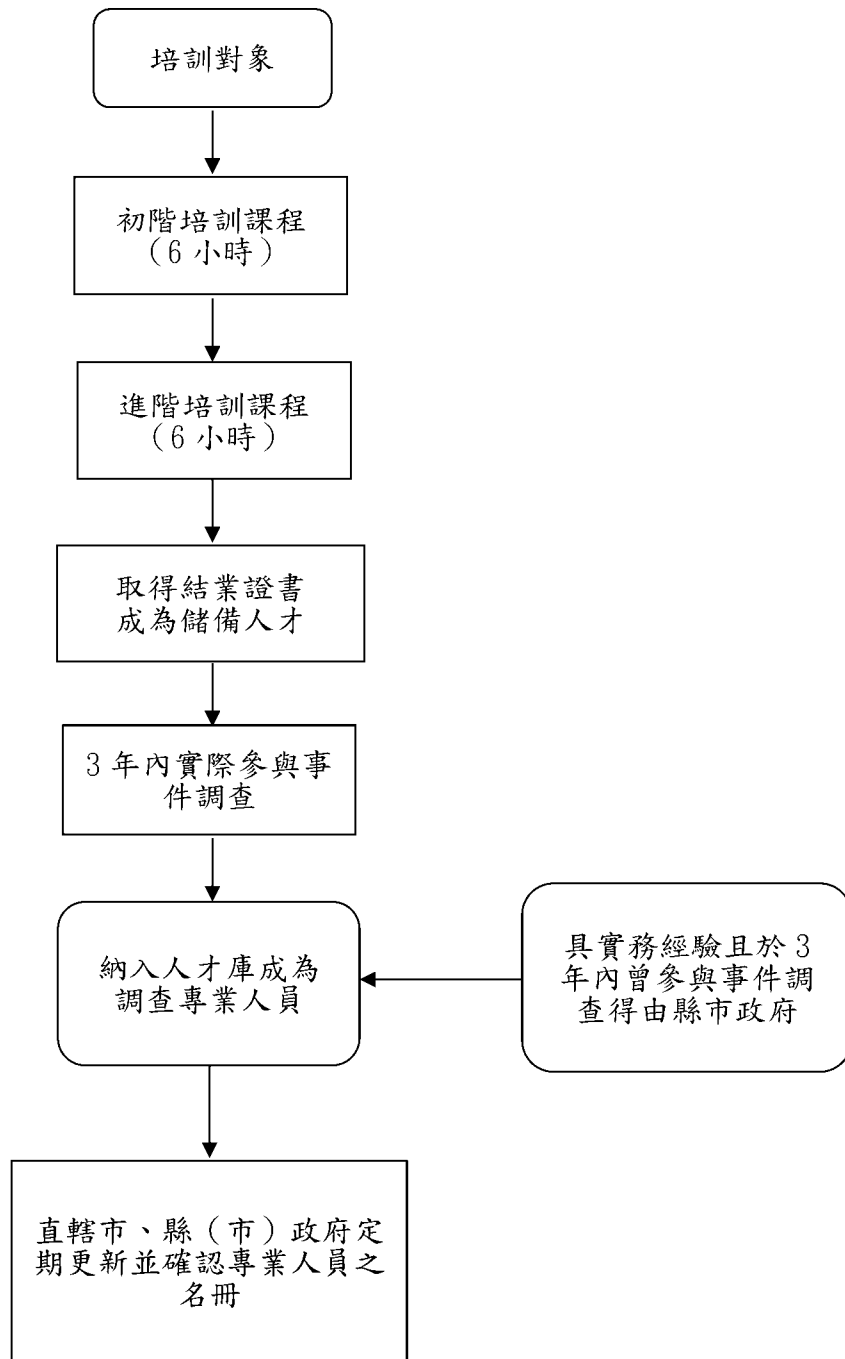 培訓對象
初階培訓課程
（6 小時）
進階培訓課程
（6 小時）
取得結業證書
成為儲備人才
3 年內實際參與事
件調查
納入人才庫成為
調查專業人員
具實務經驗且於 3
年內曾參與事件調
查得由縣市政府
直轄市、縣（市）政府定
期更新並確認專業人員之
名冊